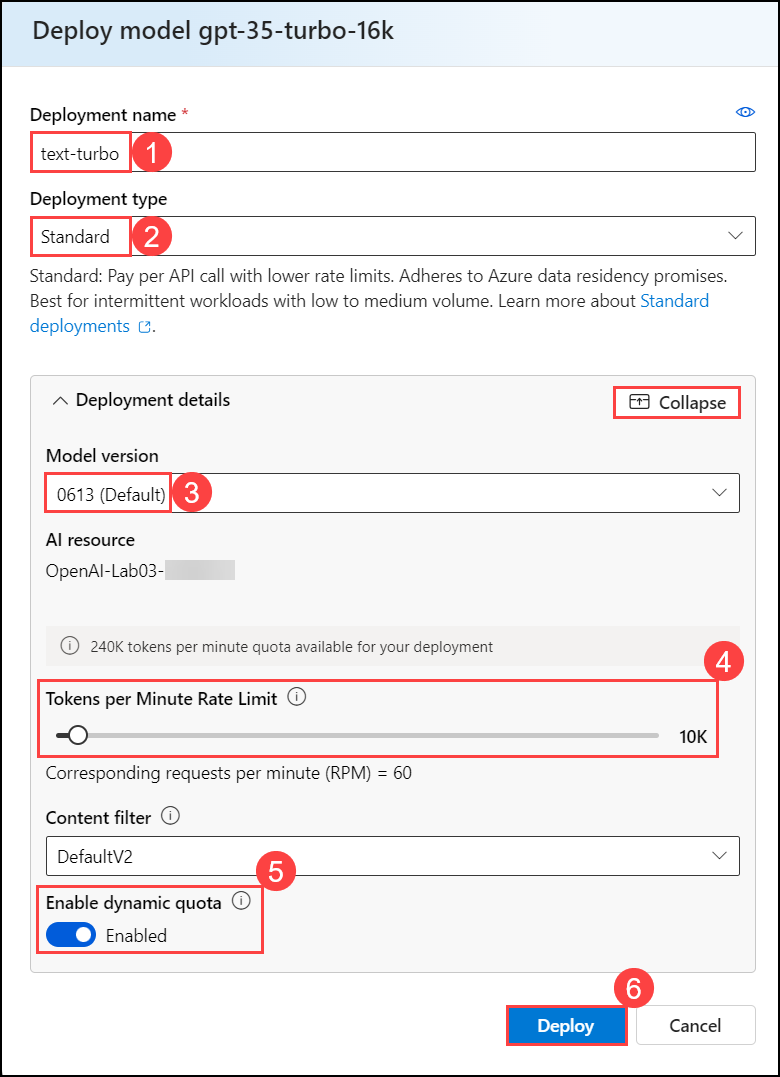 Deploy model gpt-35-turbo-16k
Deployment name *
text-turbo 1
Deployment type
Standard 2
Standard: Pay per API call with lower rate limits. Adheres to Azure data residency promises.
Best for intermittent workloads with low to medium volume. Learn more about Standard
deployments.
Deployment details
Collapse
Model version
0613 (Default) 3
AI resource
OpenAI-Lab03-
240K tokens per minute quota available for your deployment
4
Tokens per Minute Rate Limit
10K
Corresponding requests per minute (RPM) = 60
Content filter
DefaultV2
5
Enable dynamic quota
Enabled
6
Deploy
Cancel